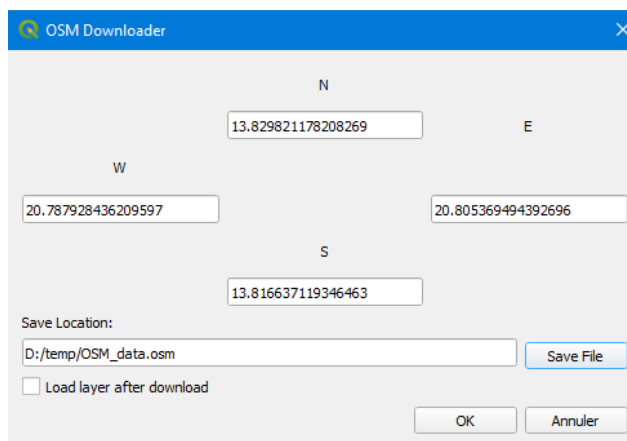 OSM Downloader
N
13.829821178208269
E
W
20.787928436209597
20.805369494392696
S
13.816637119346463
Save Location:
D:/temp/OSM_data.osm
Save File
Load layer after download
OK
Annuler